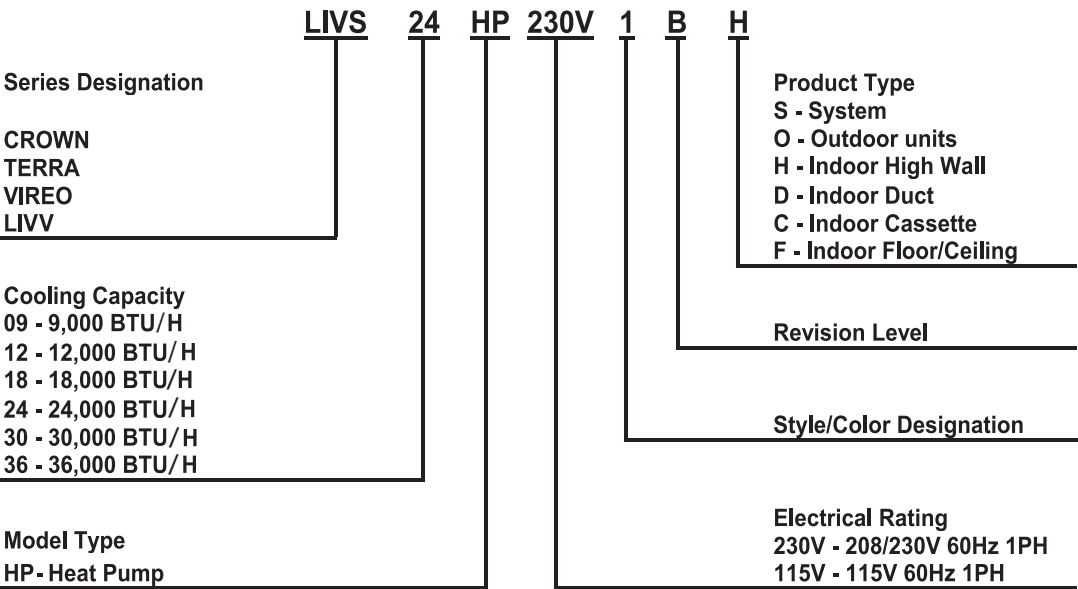 LIVS 24 HP 230V 1 B H
Series Designation
CROWN
TERRA
VIREO
LIVV
Cooling Capacity
09 - 9,000 BTU/H
12 - 12,000 BTU/H
18 - 18,000 BTU/H
24 - 24,000 BTU/H
30 - 30,000 BTU/H
36 - 36,000 BTU/H
Model Type
HP - Heat Pump
Product Type
S - System
O - Outdoor units
H - Indoor High Wall
D - Indoor Duct
C - Indoor Cassette
F - Indoor Floor/Ceiling
Revision Level
Style/Color Designation
Electrical Rating
230V - 208/230V 60Hz 1PH
115V - 115V 60Hz 1PH